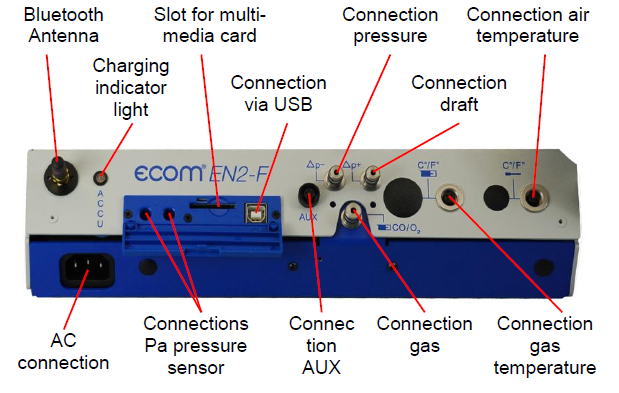 Bluetooth
Antenna
Slot for multi-
media card
Connection
pressure
Connection air
temperature
Charging
indicator
light
Connection
via USB
Connection
draft
ecom® EN2-F
Δp-
Δp+
C°/F°
C°/F°
A
C
C
U
AUX
CO/O₂
AC
connection
Connections
Pa pressure
sensor
Connec
tion
AUX
Connection
gas
Connection
gas
temperature